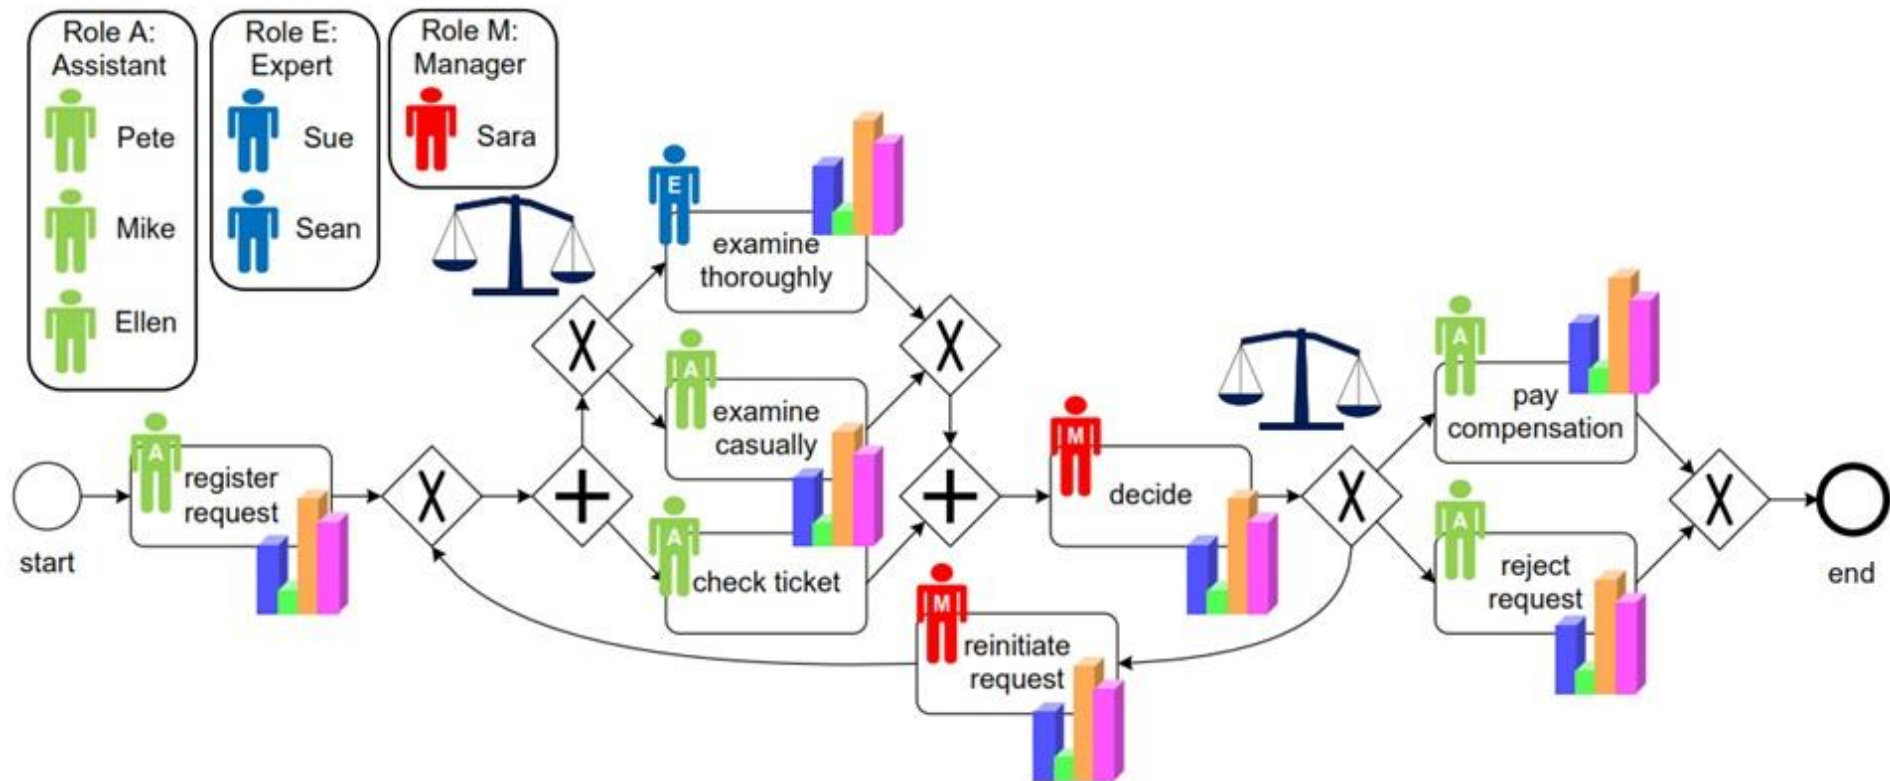 Role A:
Assistant
Pete
Mike
Ellen
Role E:
Expert
Sue
Sean
Role M:
Manager
Sara
start
A
register
request
E
examine
thoroughly
A
examine
casually
A
check ticket
M
decide
M
reinitiate
request
A
pay
compensation
A
reject
request
end